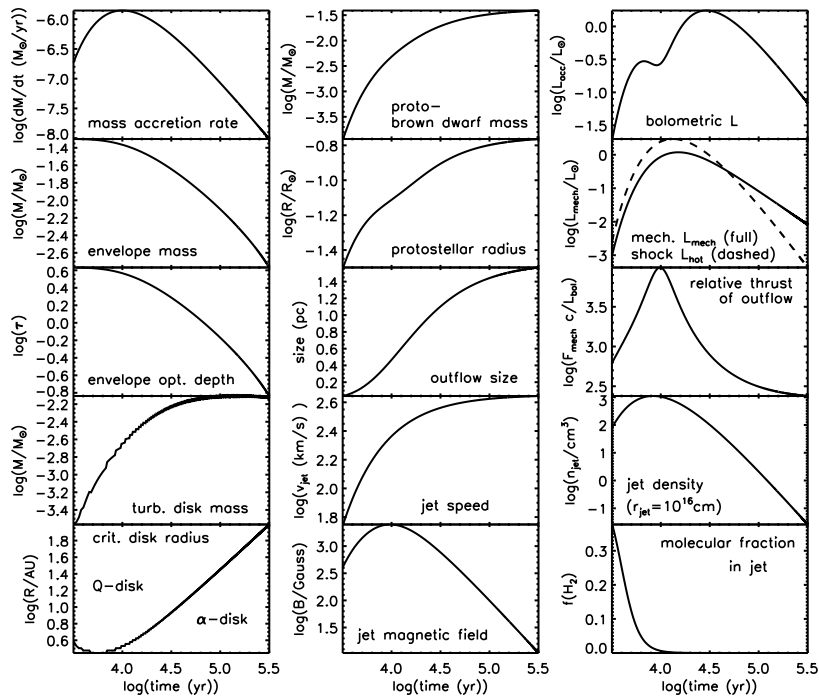 log(dM/dt (M☉/yr))
-6.0
-6.5
-7.0
-7.5
-8.0
mass accretion rate
log(M/M☉)
-1.5
-2.0
-2.5
-3.0
-3.5
proto-
brown dwarf mass
log(Lacc/L☉)
0.0
-0.5
-1.0
-1.5
bolometric L
log(M/M☉)
-1.4
-1.6
-1.8
-2.0
-2.2
-2.4
-2.6
envelope mass
log(R/R☉)
-0.8
-1.0
-1.2
-1.4
protostellar radius
log(Lmech/L☉)
0
-1
-2
-3
mech. Lmech (full)
shock Lhot (dashed)
log(τ)
0.6
0.4
0.2
0.0
-0.2
-0.4
-0.6
-0.8
envelope opt. depth
size (pc)
1.4
1.2
1.0
0.8
0.6
0.4
0.2
outflow size
log(Fmech c/Lbol)
3.5
3.0
2.5
relative thrust
of outflow
log(M/M☉)
-2.2
-2.4
-2.6
-2.8
-3.0
-3.2
-3.4
turb. disk mass
log(vjet (km/s))
2.6
2.4
2.2
2.0
1.8
jet speed
log(njet/cm³)
3
2
1
0
-1
jet density
(rjet=10¹⁶cm)
log(R/AU)
1.8
1.6
1.4
1.2
1.0
0.8
0.6
crit. disk radius
Q-disk
α-disk
4.0 4.5 5.0 5.5
log(time (yr))
log(B/Gauss)
3.0
2.5
2.0
1.5
jet magnetic field
4.0 4.5 5.0 5.5
log(time (yr))
f(H₂)
0.3
0.2
0.1
0.0
molecular fraction
in jet
4.0 4.5 5.0 5.5
log(time (yr))